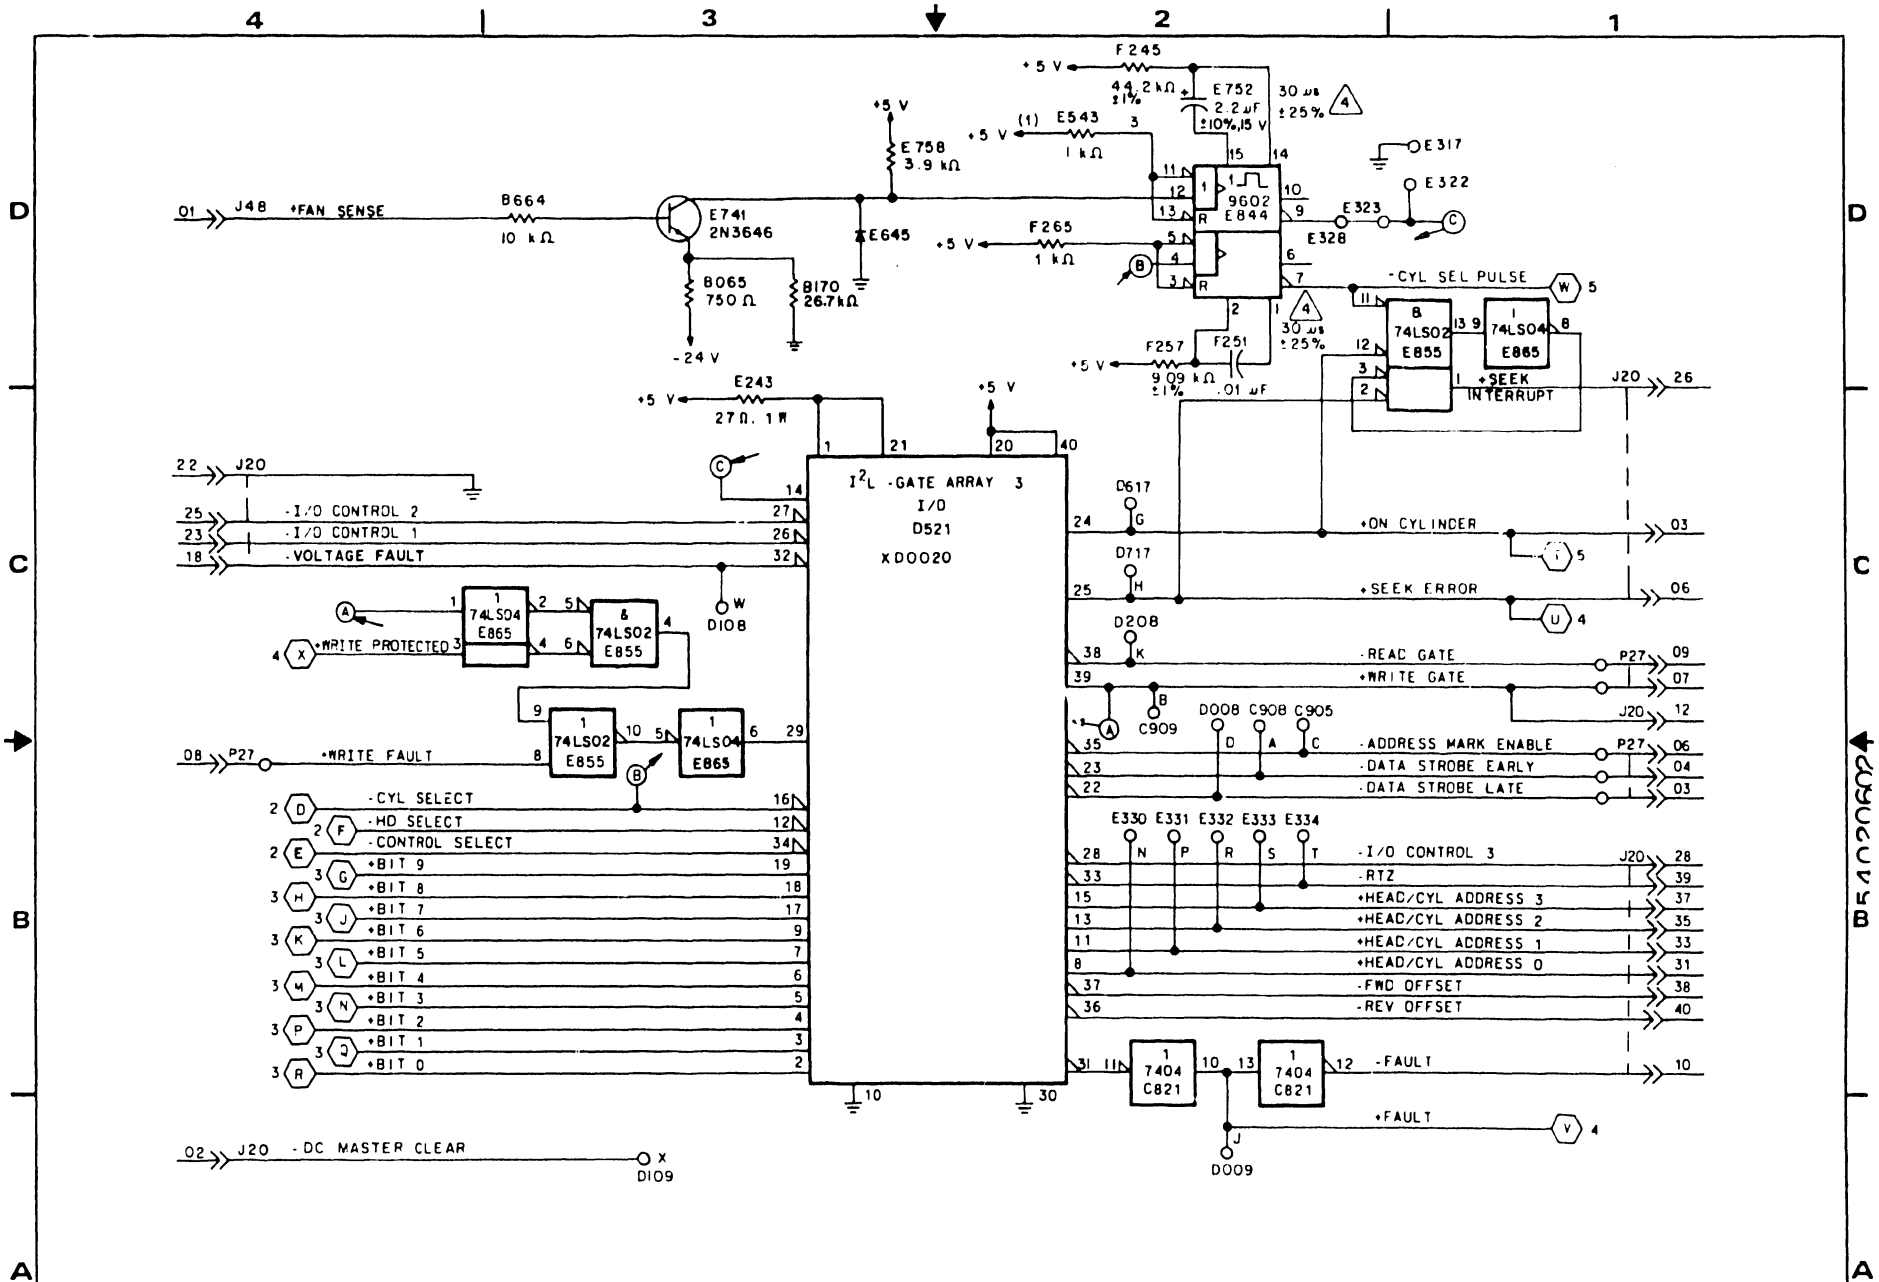 4 3 2 1
F245
+5 V
44.2 kΩ
±1%
E752
2.2 µF
±10%,15 V
30 µs
±25%
4
+5 V
E758
3.9 kΩ
+5 V
(1) E543 3
1 kΩ
15 14
E317
E322
11
12
13 R
1
1
9602
E844
10
9
E323
E328
C
D
01 J48 +FAN SENSE
B664
10 kΩ
E741
2N3646
E645
+5 V
F265
1 kΩ
B
5
4
3 R
6
7
-CYL SEL PULSE
W 5
D
B065
750 Ω
B170
26.7kΩ
-24 V
2 1
4
30 µs
±25%
F257
+5 V
9.09 kΩ
±1%
F251
.01 µF
11
12
&
74LS02
E855
13 9
1
74LS04
E865
8
3
2
1 +SEEK
INTERRUPT
J20 26
E243
+5 V
27Ω, 1W
+5 V
1 21 20 40
22 J20
C
14
I²L -GATE ARRAY 3
I/O
D521
XD0020
25 -I/O CONTROL 2 27
23 -I/O CONTROL 1 26
18 -VOLTAGE FAULT 32
W
D108
D617
G
24 +ON CYLINDER 03
T 5
C
C
D717
H
25 +SEEK ERROR 06
U 4
A
1
1
74LS04
E865
2 5
&
74LS02
E855
4
4 X +WRITE PROTECTED 3
4 6
D208
K
38 -READ GATE P27 09
39 +WRITE GATE 07
J20 12
A
B
C909
9
1
74LS02
E855
10 5
1
74LS04
E865
6 29
08 P27 +WRITE FAULT 8
B
D008 C908 C905
D A C
35 -ADDRESS MARK ENABLE P27 06
23 -DATA STROBE EARLY 04
22 -DATA STROBE LATE 03
2 D -CYL SELECT 16
2 F -HD SELECT 12
2 E -CONTROL SELECT 34
3 G +BIT 9 19
3 H +BIT 8 18
3 J +BIT 7 17
3 K +BIT 6 9
3 L +BIT 5 7
3 M +BIT 4 6
3 N +BIT 3 5
3 P +BIT 2 4
3 Q +BIT 1 3
3 R +BIT 0 2
E330 E331 E332 E333 E334
N P R S T
28 -I/O CONTROL 3 J20 28
33 -RTZ 39
15 +HEAD/CYL ADDRESS 3 37
13 +HEAD/CYL ADDRESS 2 35
11 +HEAD/CYL ADDRESS 1 33
8 +HEAD/CYL ADDRESS 0 31
37 -FWD OFFSET 38
36 -REV OFFSET 40
B
B
31 11
1
7404
C821
10 13
1
7404
C821
12 -FAULT 10
10 30
+FAULT
V 4
J
D009
02 J20 -DC MASTER CLEAR
X
D109
A
A